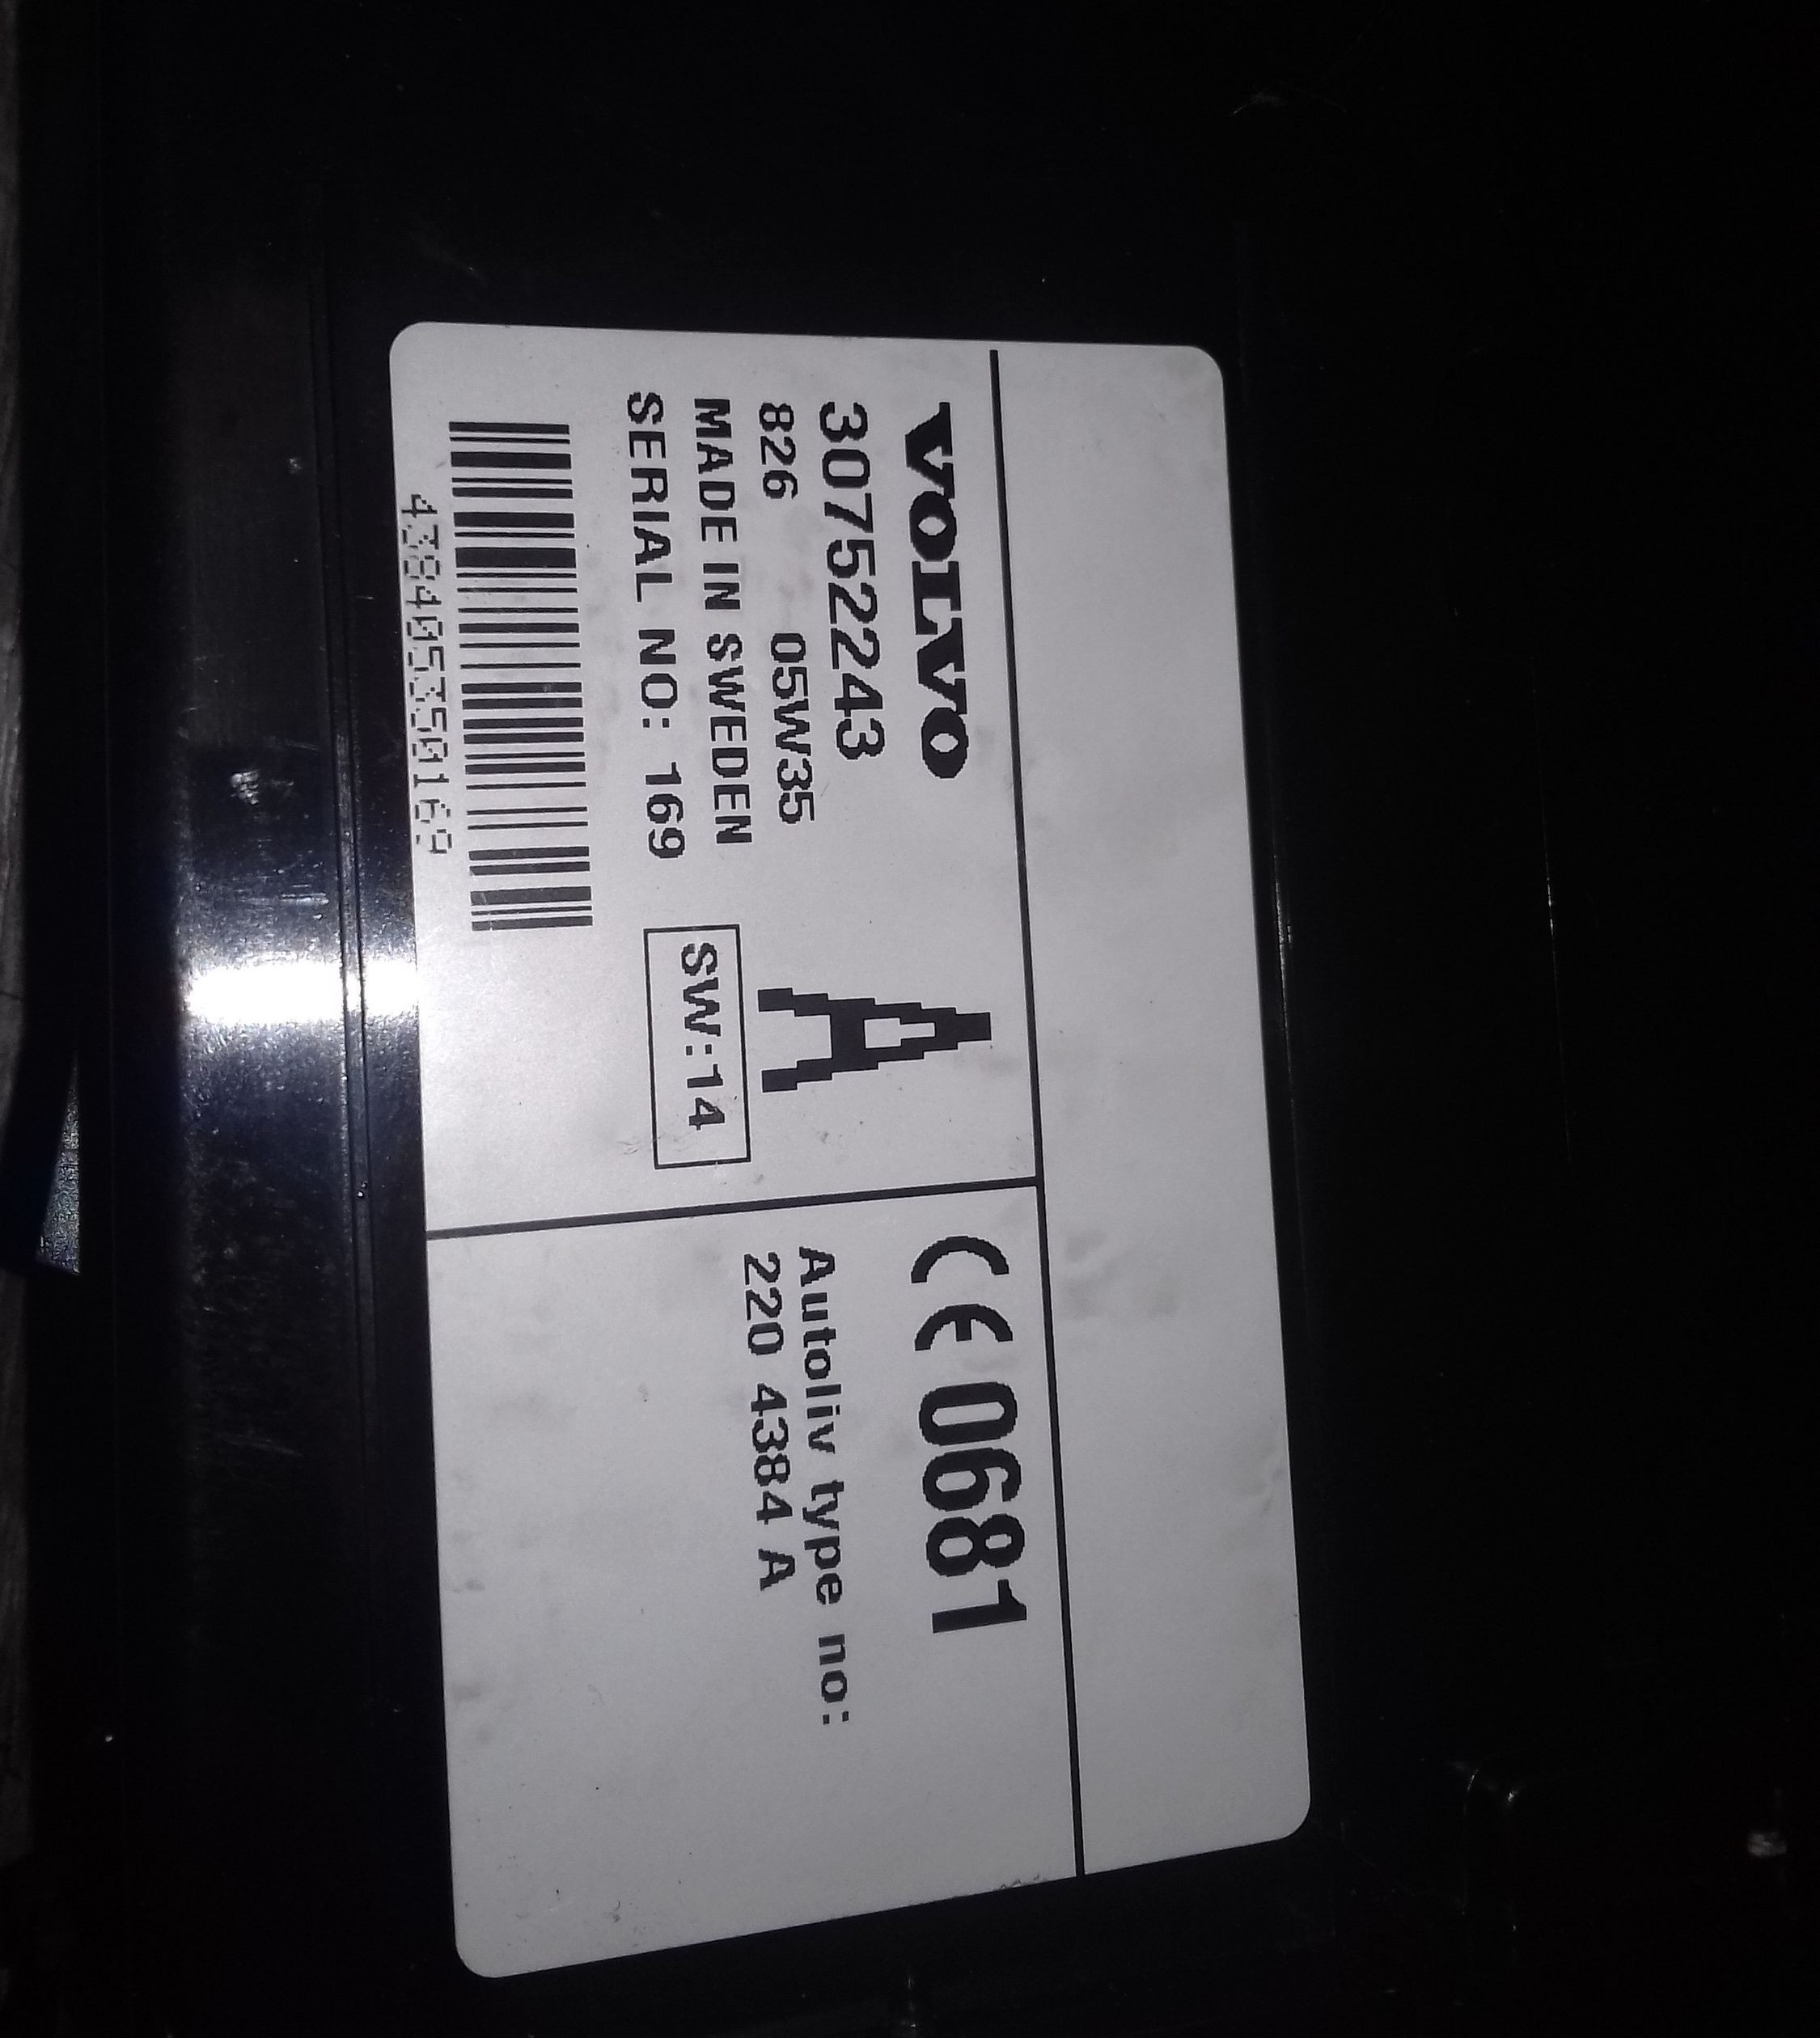 VOLVO
30752243
826 05W35
MADE IN SWEDEN
SERIAL NO: 169
438405350169
A
SW:14
CE 0681
Autoliv type no:
220 4384 A